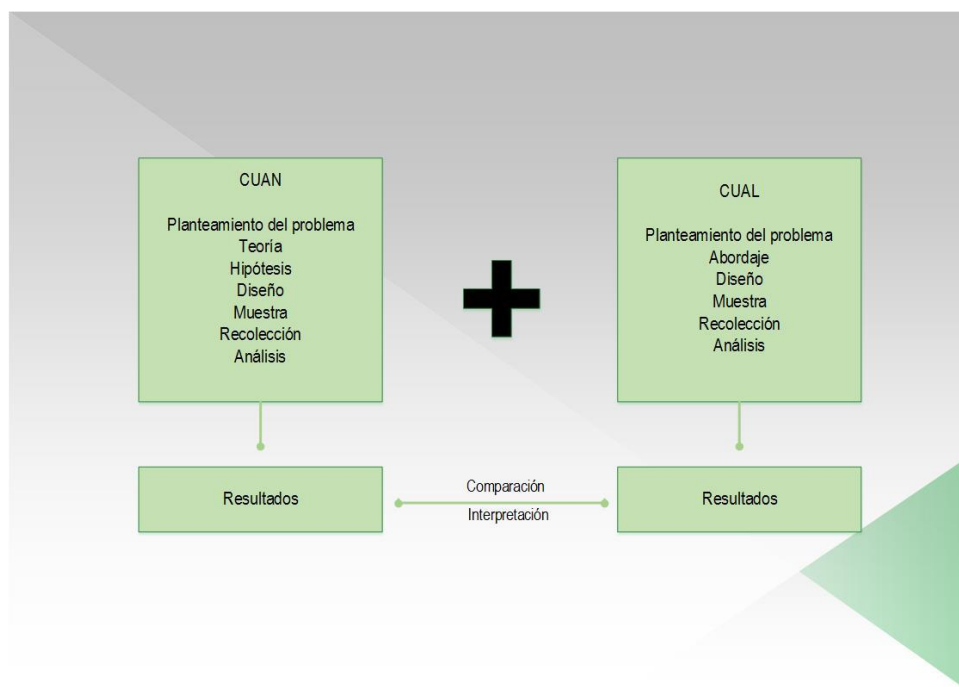 CUAN
Planteamiento del problema
Teoría
Hipótesis
Diseño
Muestra
Recolección
Análisis
CUAL
Planteamiento del problema
Abordaje
Diseño
Muestra
Recolección
Análisis
Resultados
Comparación
Interpretación
Resultados